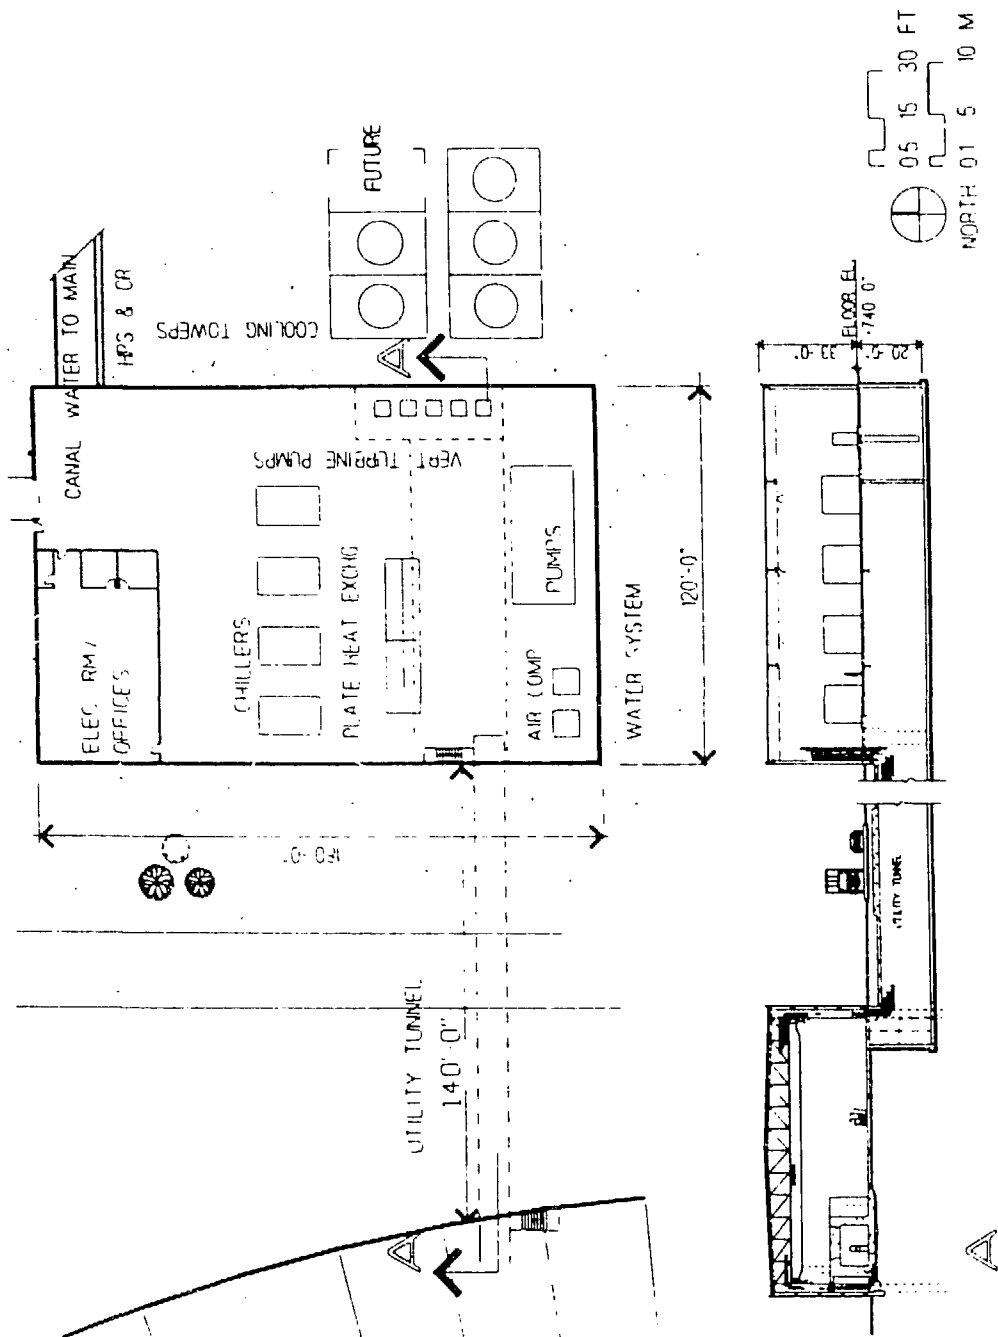 CANAL WATER TO MAIN
HPS & CR
ELEC RM/
OFFICES
CHILLERS
PLATE HEAT EXCHG
VERT TURBINE PUMPS
PUMPS
AIR COMP
COOLING TOWERS
FUTURE
A
WATER SYSTEM
120'-0"
UTILITY TUNNEL
140'-0"
A
33'-0"
FLOOR EL
-740 0"
UTILITY TUNNEL
A
NORTH
0 5 15 30 FT
0 1 5 10 M